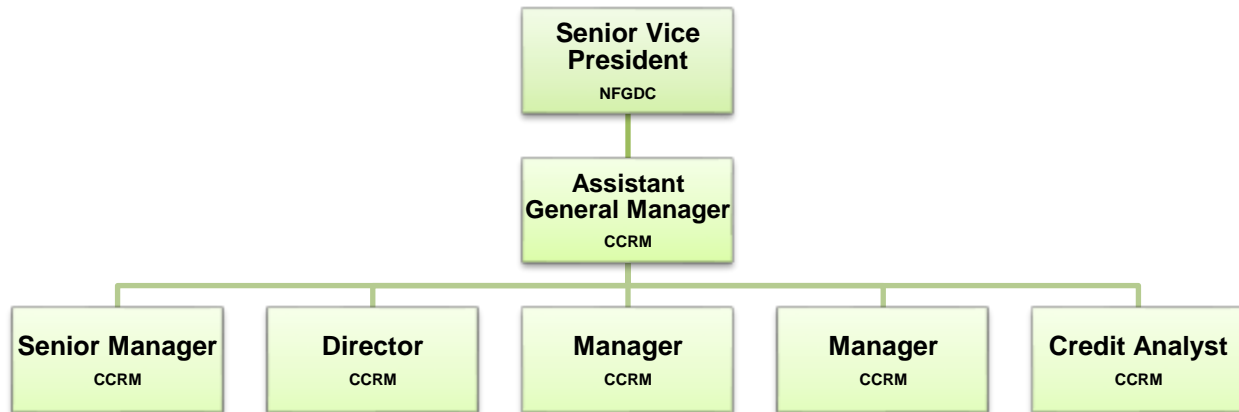 Senior Vice
President
NFGDC
Assistant
General Manager
CCRM
Senior Manager
CCRM
Director
CCRM
Manager
CCRM
Manager
CCRM
Credit Analyst
CCRM